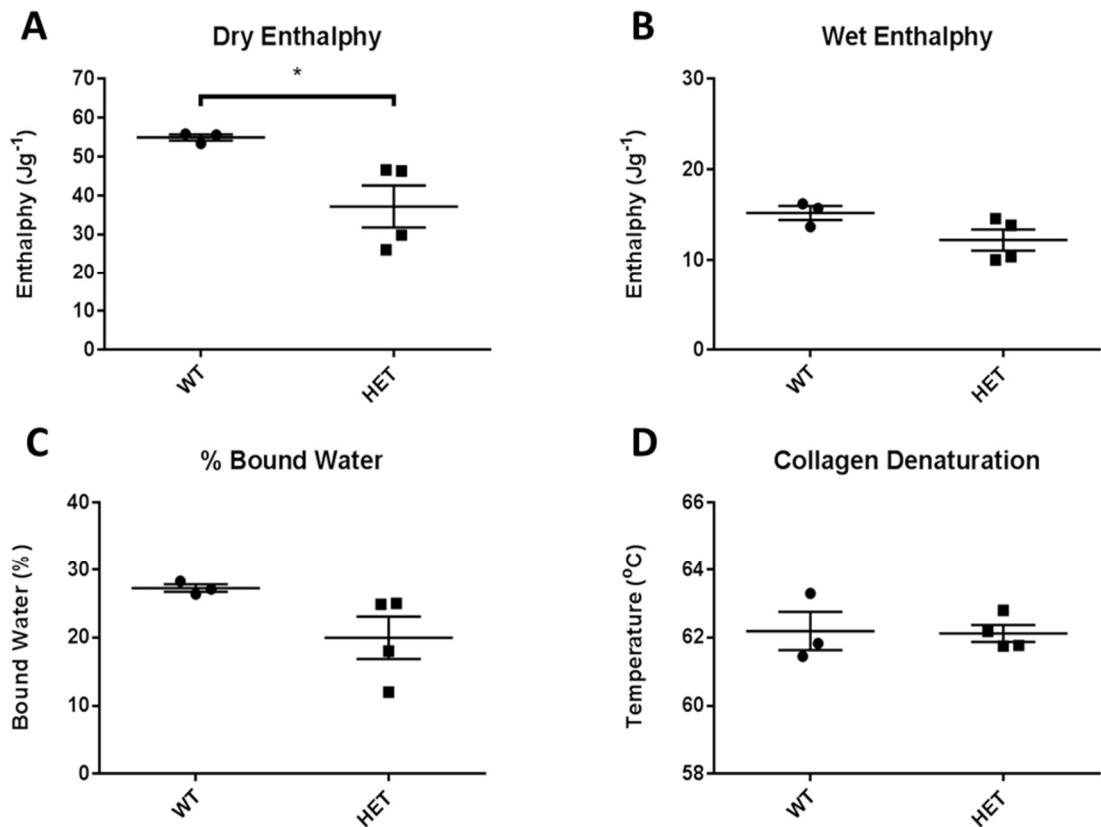 A
Dry Enthalphy
*
70
60
50
40
30
20
10
0
Enthalphy (Jg⁻¹)
WT
HET
B
Wet Enthalphy
30
20
10
0
Enthalphy (Jg⁻¹)
WT
HET
C
% Bound Water
40
30
20
10
0
Bound Water (%)
WT
HET
D
Collagen Denaturation
66
64
62
60
58
Temperature (⁰C)
WT
HET